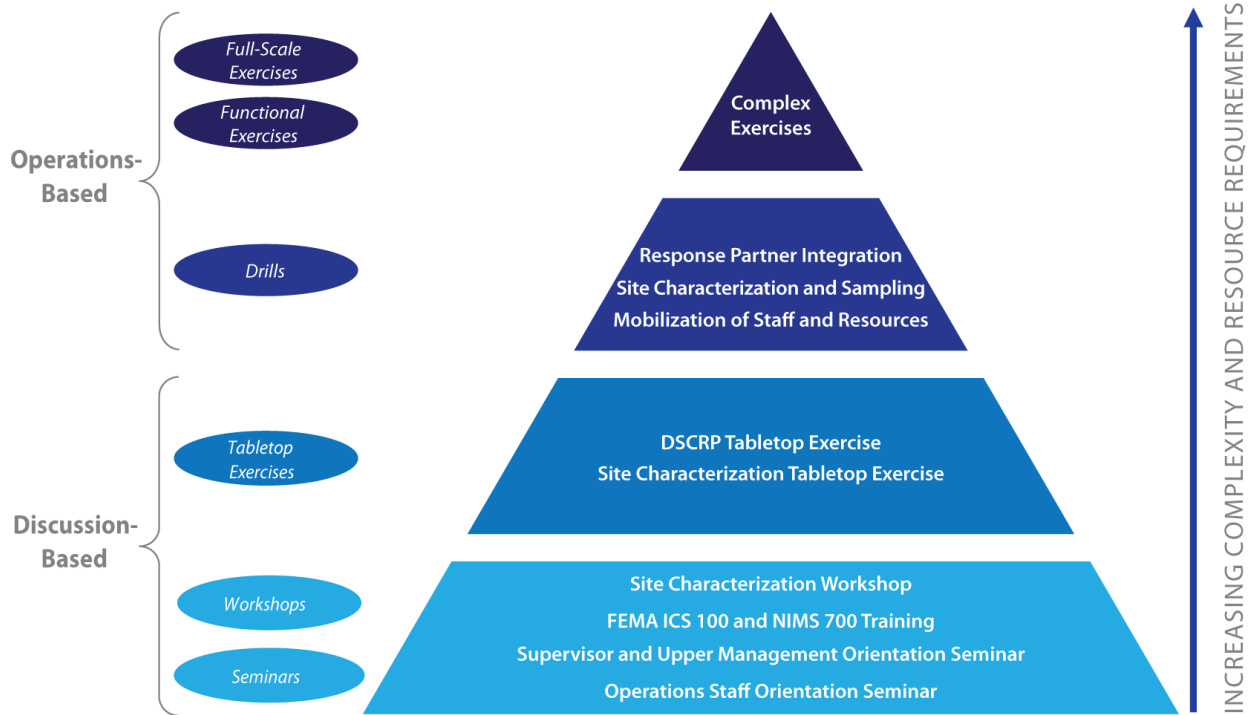 Full-Scale
Exercises
Functional
Exercises
Operations-
Based
Drills
Tabletop
Exercises
Discussion-
Based
Workshops
Seminars
Complex
Exercises
Response Partner Integration
Site Characterization and Sampling
Mobilization of Staff and Resources
DSCRP Tabletop Exercise
Site Characterization Tabletop Exercise
Site Characterization Workshop
FEMA ICS 100 and NIMS 700 Training
Supervisor and Upper Management Orientation Seminar
Operations Staff Orientation Seminar
INCREASING COMPLEXITY AND RESOURCE REQUIREMENTS